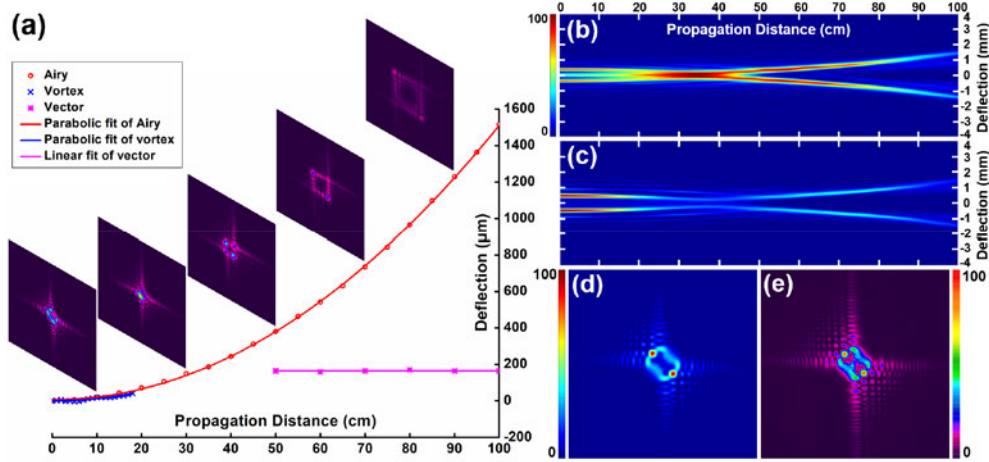 (a)
Airy
Vortex
Vector
Parabolic fit of Airy
Parabolic fit of vortex
Linear fit of vector
1600
1400
1200
1000
800
600
400
200
0
-200
Deflection (μm)
0 10 20 30 40 50 60 70 80 90 100
Propagation Distance (cm)
0 10 20 30 40 50 60 70 80 90 100
Propagation Distance (cm)
(b)
100
0
4
3
2
1
0
-1
-2
-3
-4
Deflection (mm)
(c)
4
3
2
1
0
-1
-2
-3
-4
Deflection (mm)
(d)
100
0
(e)
100
0